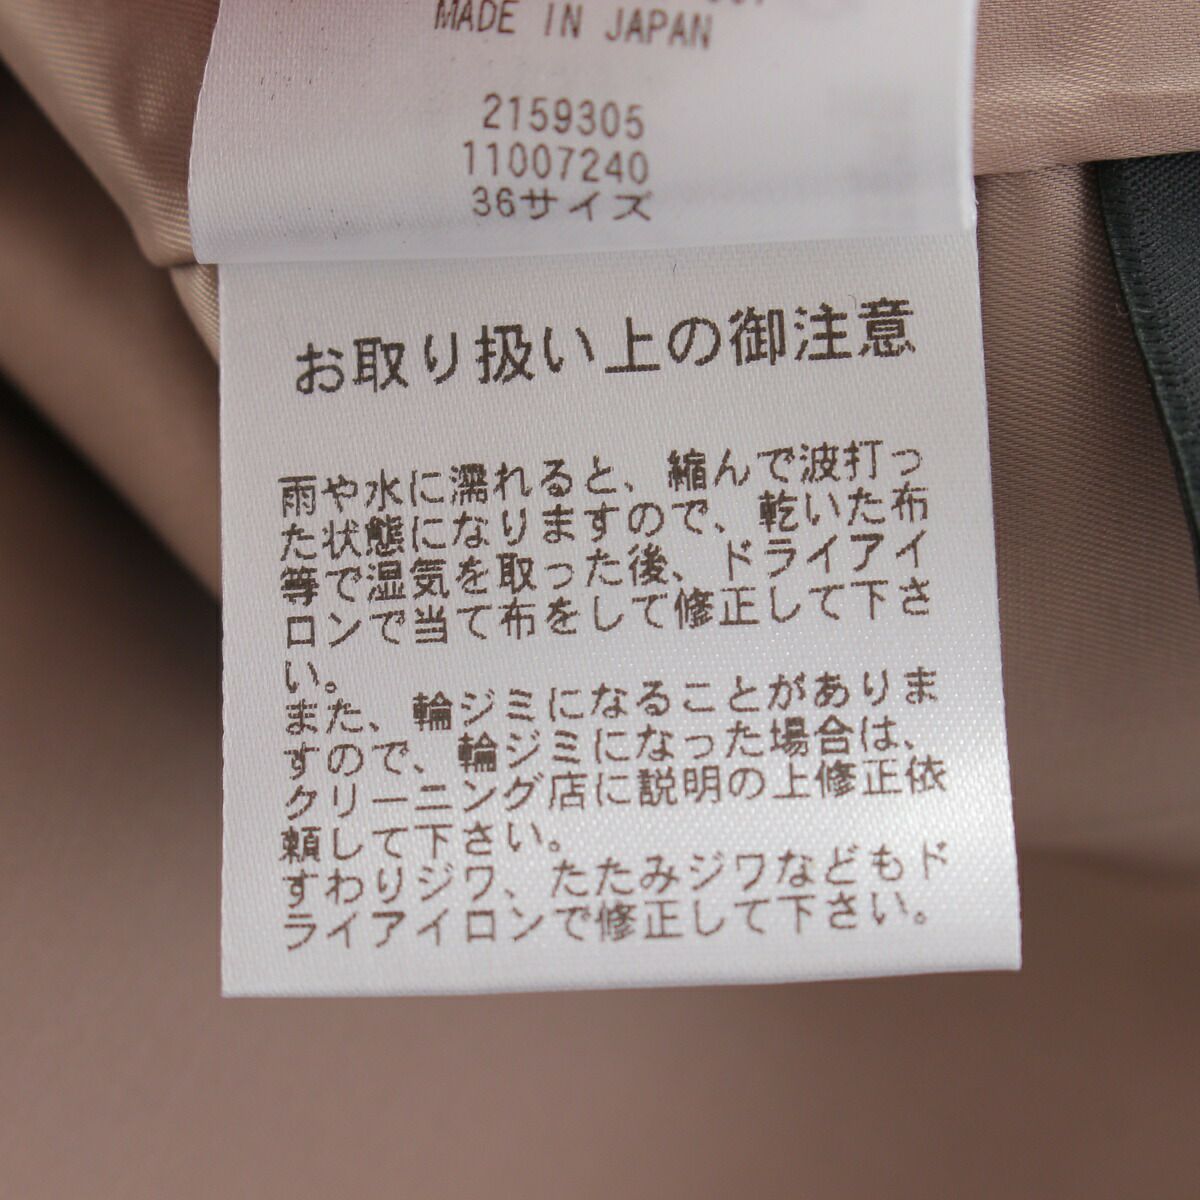 MADE IN JAPAN
2159305
11007240
36サイズ
お取り扱い上の御注意
雨や水に濡れると、縮んで波打っ
た状態になりますので、乾いた布
等で湿気を取った後、ドライアイ
ロンで当て布をして修正して下さ
い。
また、輪ジミになることがありま
すので、輪ジミになった場合は、
クリーニング店に説明の上修正依
頼して下さい。
すわりジワ、たたみジワなどもド
ライアイロンで修正して下さい。